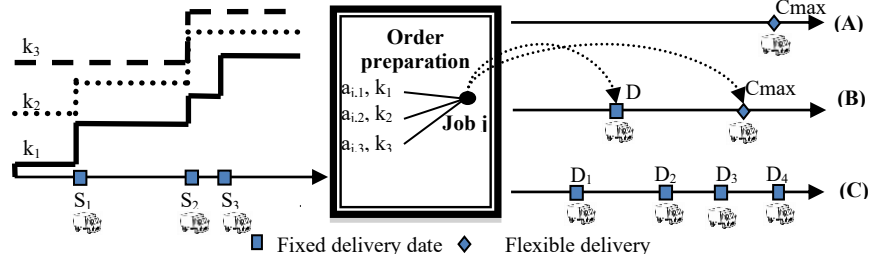 k3
k2
k1
S1
S2
S3
Order
preparation
ai.1, k1
ai.2, k2
ai.3, k3
Job j
Cmax
(A)
D
Cmax
(B)
D1
D2
D3
D4
(C)
Fixed delivery date
Flexible delivery